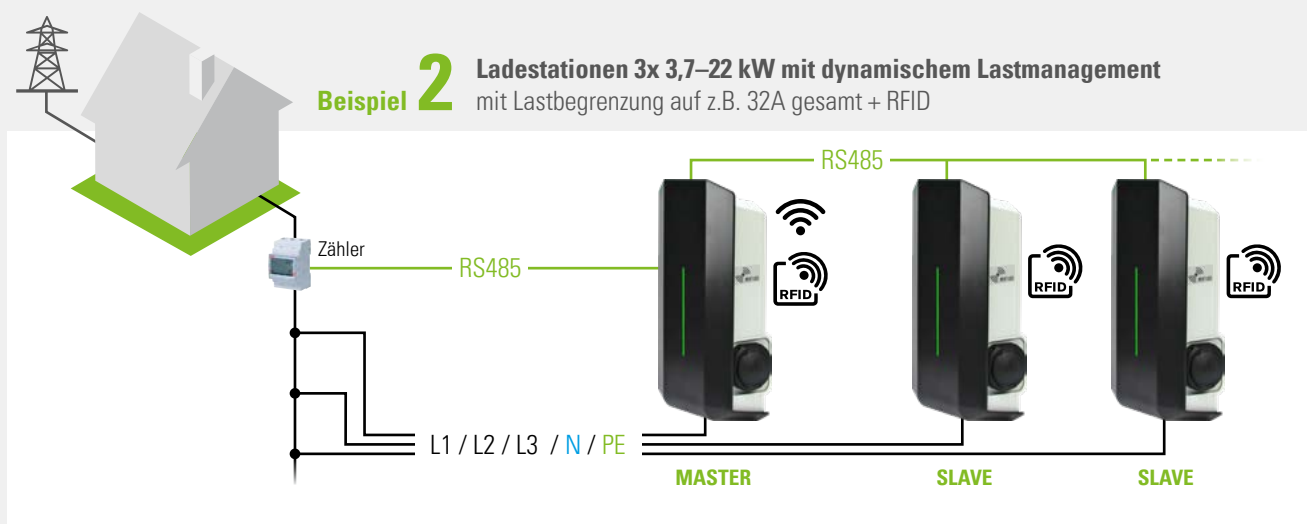 Beispiel 2
Ladestationen 3x 3,7–22 kW mit dynamischem Lastmanagement
mit Lastbegrenzung auf z.B. 32A gesamt + RFID
RS485
Zähler
RS485
RFID
RFID
RFID
L1 / L2 / L3 / N / PE
MASTER
SLAVE
SLAVE